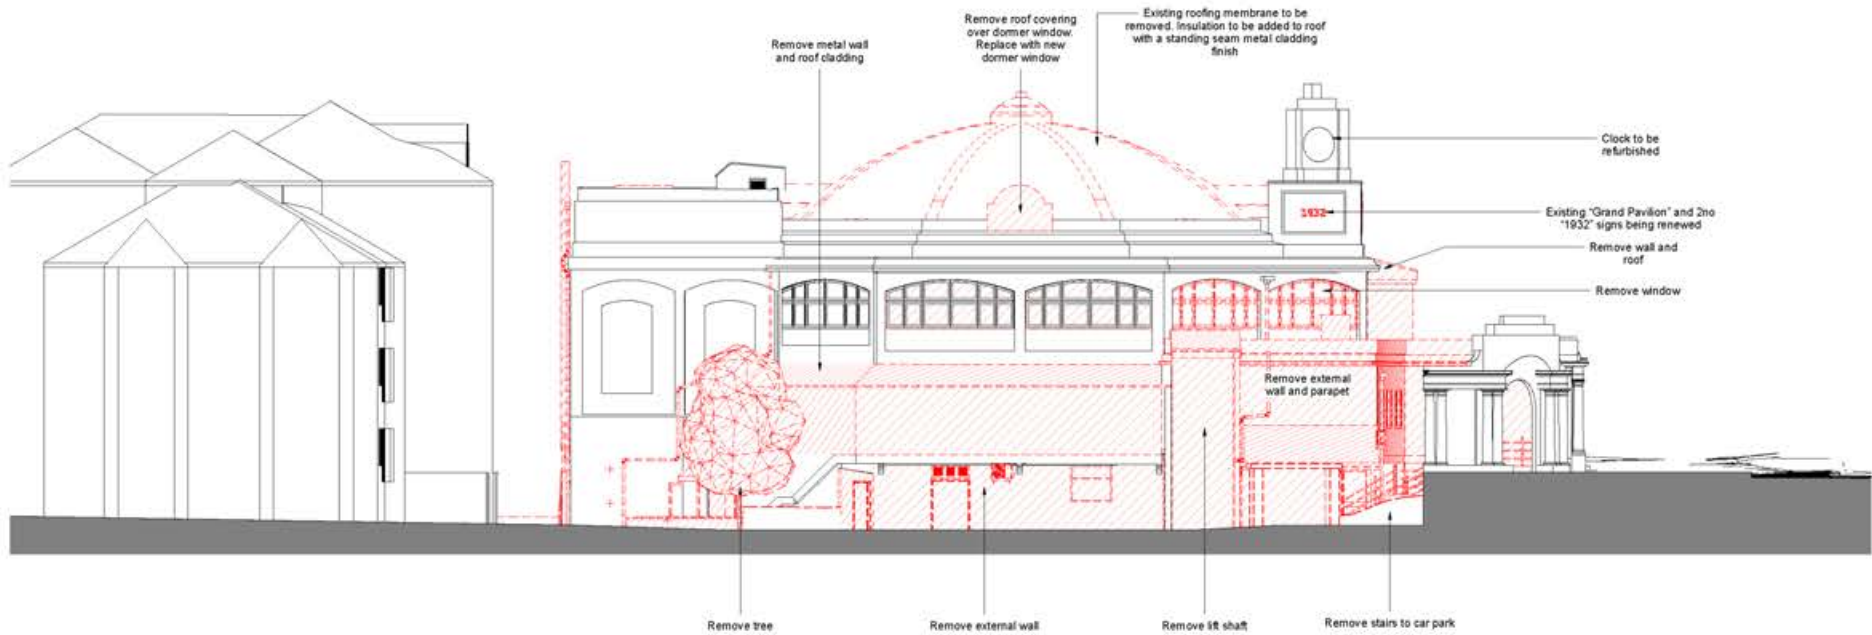 Remove metal wall
and roof cladding
Remove roof covering
over dormer window.
Replace with new
dormer window
Existing roofing membrane to be
removed. Insulation to be added to roof
with a standing seam metal cladding
finish
Clock to be
refurbished
1932
Existing "Grand Pavilion" and 2no
"1932" signs being renewed
Remove wall and
roof
Remove window
Remove external
wall and parapet
Remove tree
Remove external wall
Remove lift shaft
Remove stairs to car park